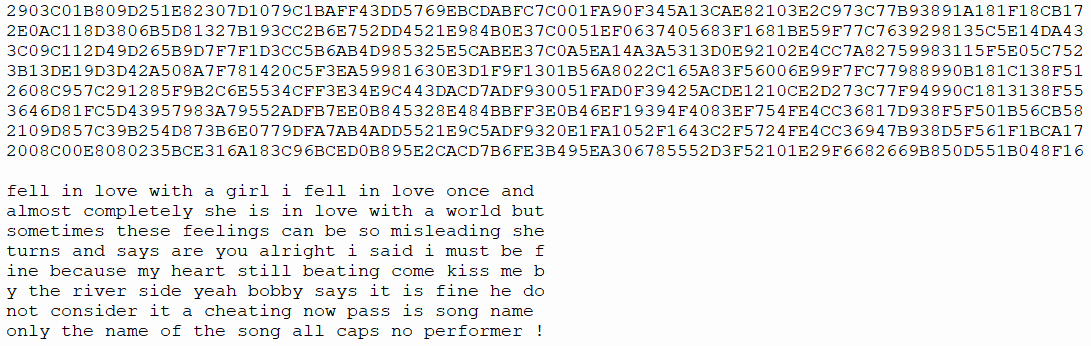 2903C01B809D251E82307D1079C1BAFF43DD5769EBCDABFC7C001FA90F345A13CAE82103E2C973C77B93891A181F18CB17
2E0AC118D3806B5D81327B193CC2B6E752DD4521E984B0E37C0051EF0637405683F1681BE59F77C7639298135C5E14DA43
3C09C112D49D265B9D7F7F1D3CC5B6AB4D985325E5CABEE37C0A5EA14A3A5313D0E92102E4CC7A82759983115F5E05C752
3B13DE19D3D42A508A7F781420C5F3EA59981630E3D1F9F1301B56A8022C165A83F56006E99F7FC77988990B181C138F51
2608C957C291285F9B2C6E5534CFF3E34E9C443DACD7ADF930051FAD0F39425ACDE1210CE2D273C77F94990C1813138F55
3646D81FC5D43957983A79552ADFB7EE0B845328E484BBFF3E0B46EF19394F4083EF754FE4CC36817D938F5F501B56CB58
2109D857C39B254D873B6E0779DFA7AB4ADD5521E9C5ADF9320E1FA1052F1643C2F5724FE4CC36947B938D5F561F1BCA17
2008C00E8080235BCE316A183C96BCED0B895E2CACD7B6FE3B495EA306785552D3F52101E29F6682669B850D551B048F16
fell in love with a girl i fell in love once and
almost completely she is in love with a world but
sometimes these feelings can be so misleading she
turns and says are you alright i said i must be f
ine because my heart still beating come kiss me b
y the river side yeah bobby says it is fine he do
not consider it a cheating now pass is song name
only the name of the song all caps no performer !